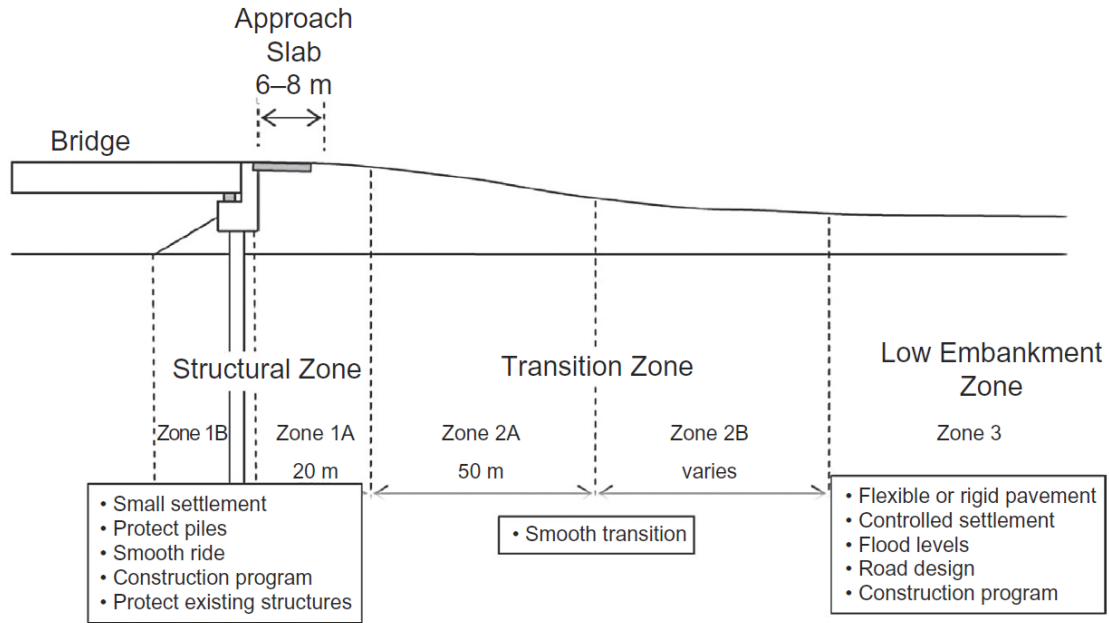 Approach
Slab
6–8 m
Bridge
Structural Zone
Transition Zone
Low Embankment
Zone
Zone 1B
Zone 1A
Zone 2A
Zone 2B
Zone 3
20 m
50 m
varies
• Small settlement
• Protect piles
• Smooth ride
• Construction program
• Protect existing structures
• Smooth transition
• Flexible or rigid pavement
• Controlled settlement
• Flood levels
• Road design
• Construction program